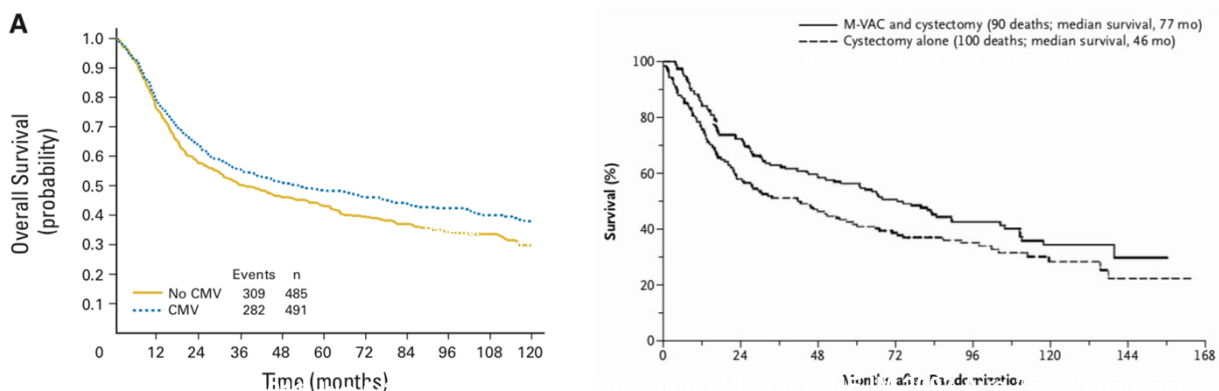 A
1.0
0.9
0.8
0.7
0.6
0.5
0.4
0.3
0.2
0.1
Overall Survival
(probability)
Events n
No CMV 309 485
CMV 282 491
0 12 24 36 48 60 72 84 96 108 120
Time (months)
M-VAC and cystectomy (90 deaths; median survival, 77 mo)
Cystectomy alone (100 deaths; median survival, 46 mo)
100
80
60
40
20
0
Survival (%)
0 24 48 72 96 120 144 168
Months after Randomization